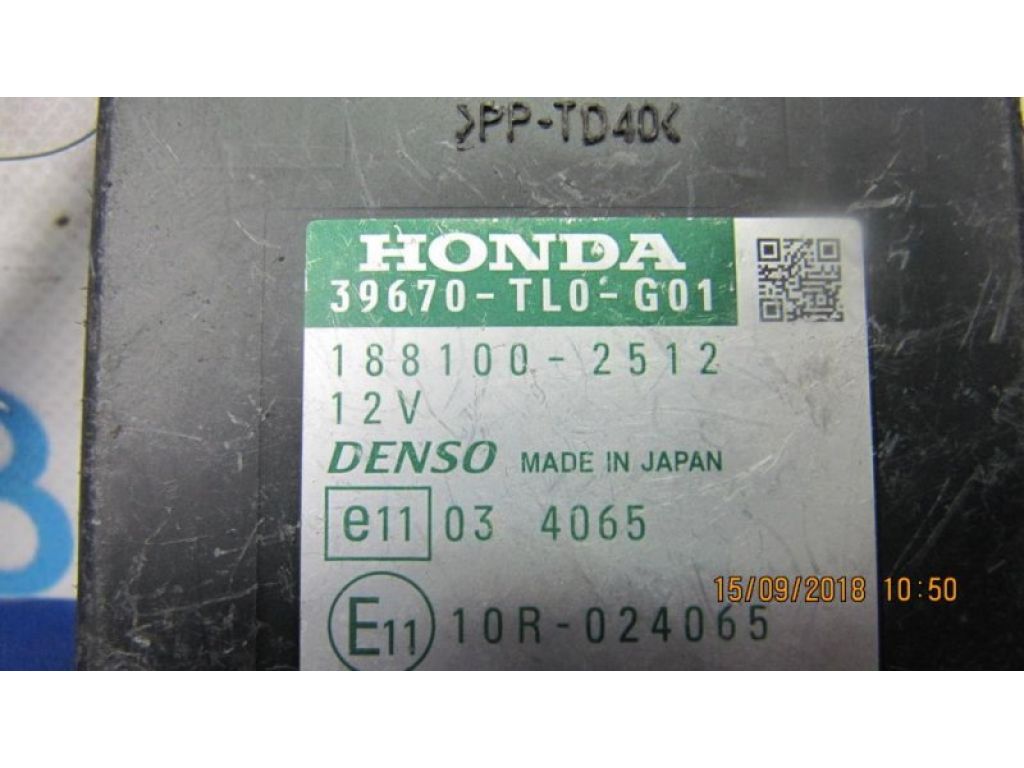 >PP-TD40<
HONDA
39670-TL0-G01
188100-2512
12V
DENSO MADE IN JAPAN
e11 03 4065
E11 10R-024065
15/09/2018 10:50